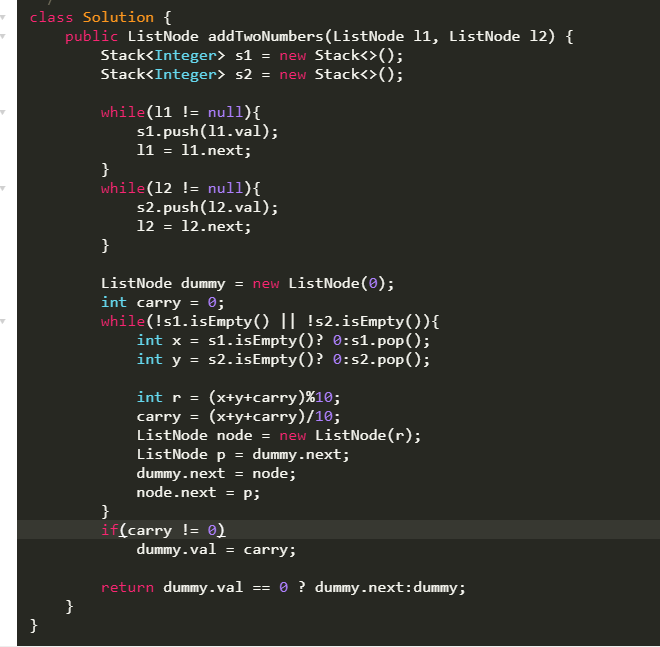 class Solution {
    public ListNode addTwoNumbers(ListNode l1, ListNode l2) {
        Stack<Integer> s1 = new Stack<>();
        Stack<Integer> s2 = new Stack<>();

        while(l1 != null){
            s1.push(l1.val);
            l1 = l1.next;
        }
        while(l2 != null){
            s2.push(l2.val);
            l2 = l2.next;
        }

        ListNode dummy = new ListNode(0);
        int carry = 0;
        while(!s1.isEmpty() || !s2.isEmpty()){
            int x = s1.isEmpty()? 0:s1.pop();
            int y = s2.isEmpty()? 0:s2.pop();

            int r = (x+y+carry)%10;
            carry = (x+y+carry)/10;
            ListNode node = new ListNode(r);
            ListNode p = dummy.next;
            dummy.next = node;
            node.next = p;
        }
        if(carry != 0)
            dummy.val = carry;

        return dummy.val == 0 ? dummy.next:dummy;
    }
}